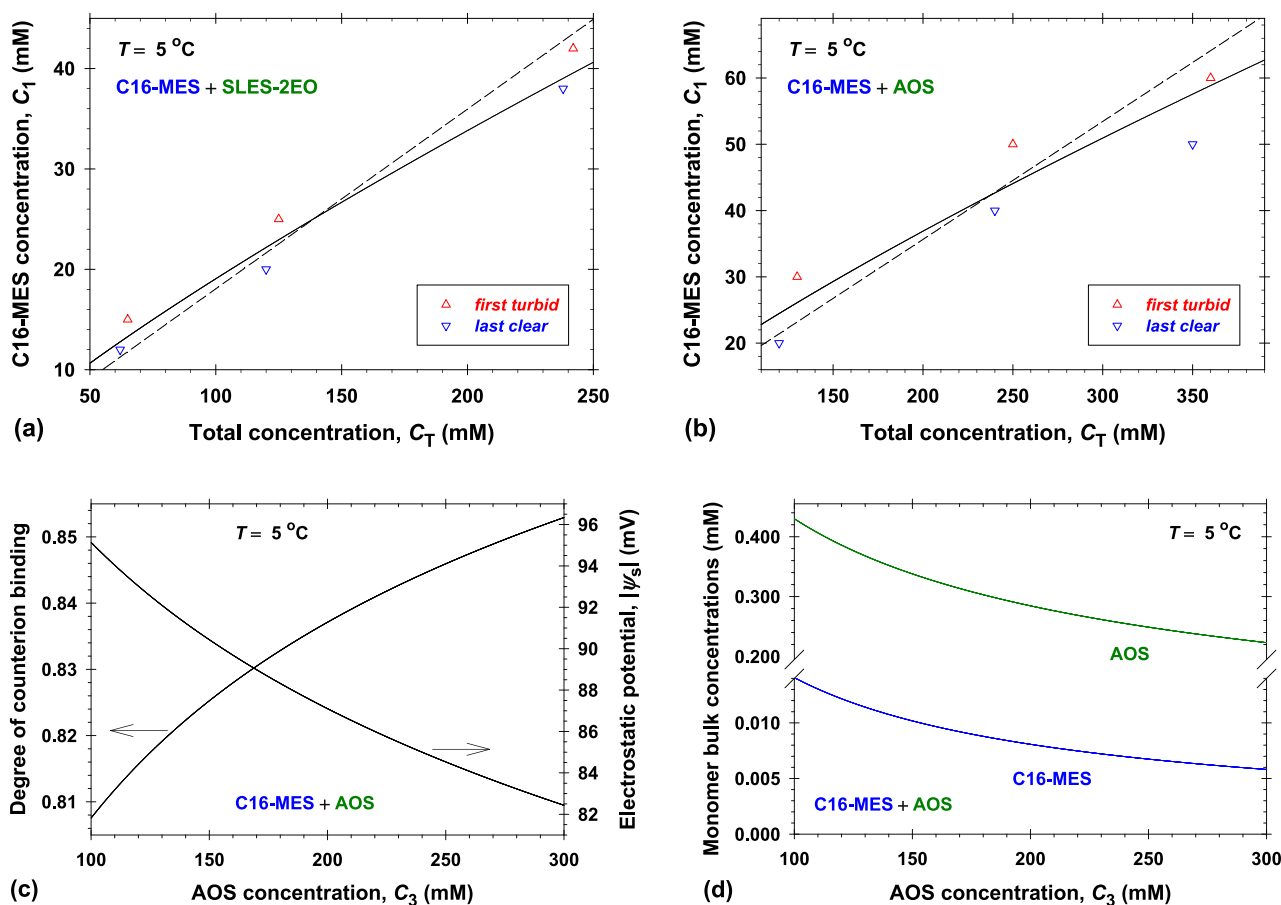 C16-MES concentration, C1 (mM)
40
30
20
10
T = 5 °C
C16-MES + SLES-2EO
first turbid
last clear
50 100 150 200 250
(a) Total concentration, CT (mM)
C16-MES concentration, C1 (mM)
60
50
40
30
20
T = 5 °C
C16-MES + AOS
first turbid
last clear
150 200 250 300 350
(b) Total concentration, CT (mM)
Degree of counterion binding
0.85
0.84
0.83
0.82
0.81
T = 5 °C
C16-MES + AOS
96
94
92
90
88
86
84
82
Electrostatic potential, |ψs| (mV)
100 150 200 250 300
(c) AOS concentration, C3 (mM)
Monomer bulk concentrations (mM)
0.400
0.300
0.200
0.010
0.005
0.000
T = 5 °C
AOS
C16-MES
C16-MES + AOS
100 150 200 250 300
(d) AOS concentration, C3 (mM)